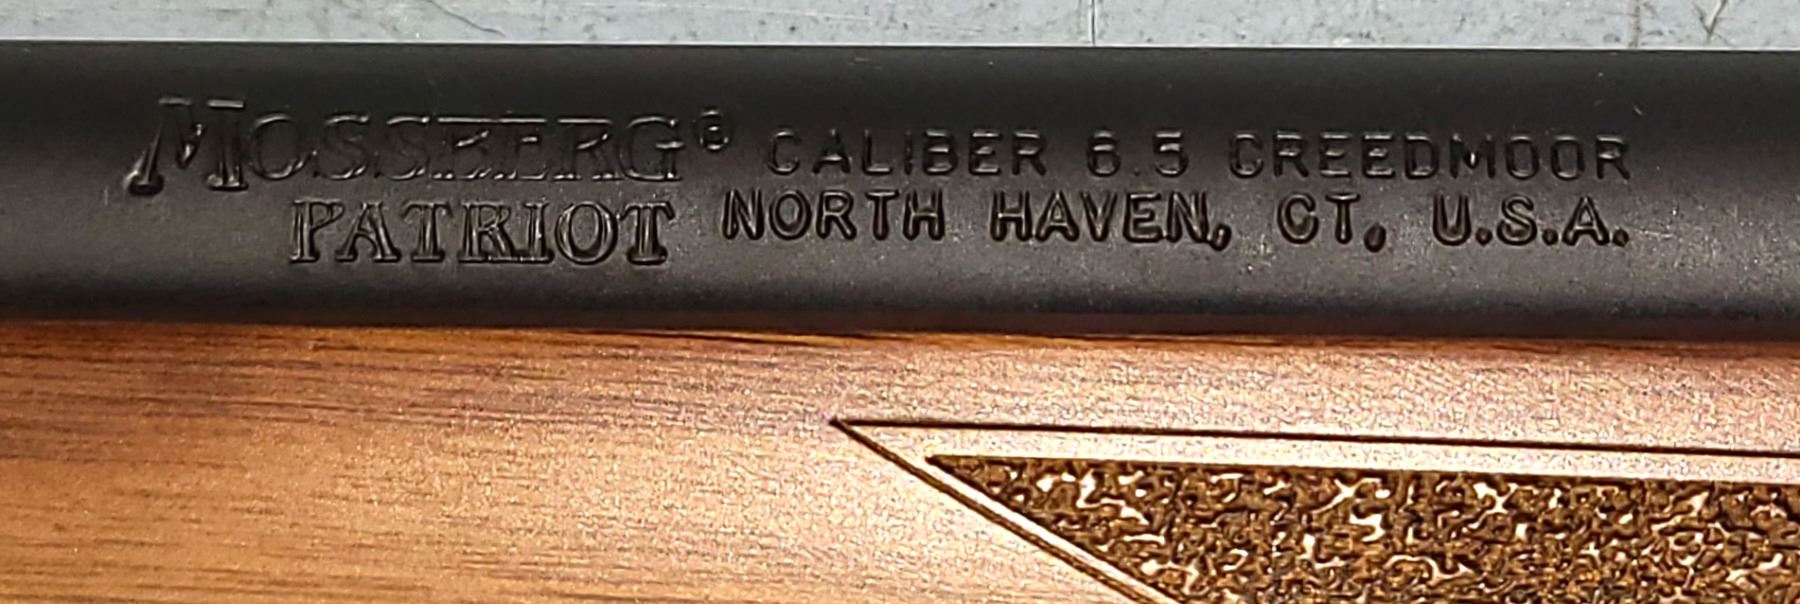 MOSSBERG® CALIBER 6.5 CREEDMOOR
PATRIOT NORTH HAVEN, CT, U.S.A.